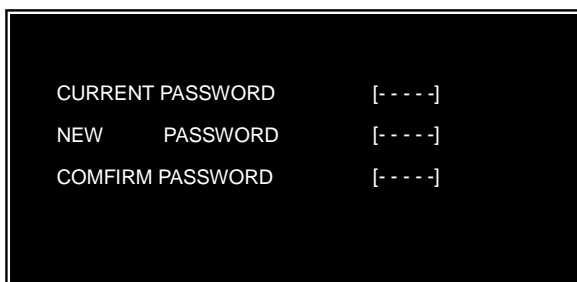 CURRENT PASSWORD [- - - - -]
NEW PASSWORD [- - - - -]
COMFIRM PASSWORD [- - - - -]